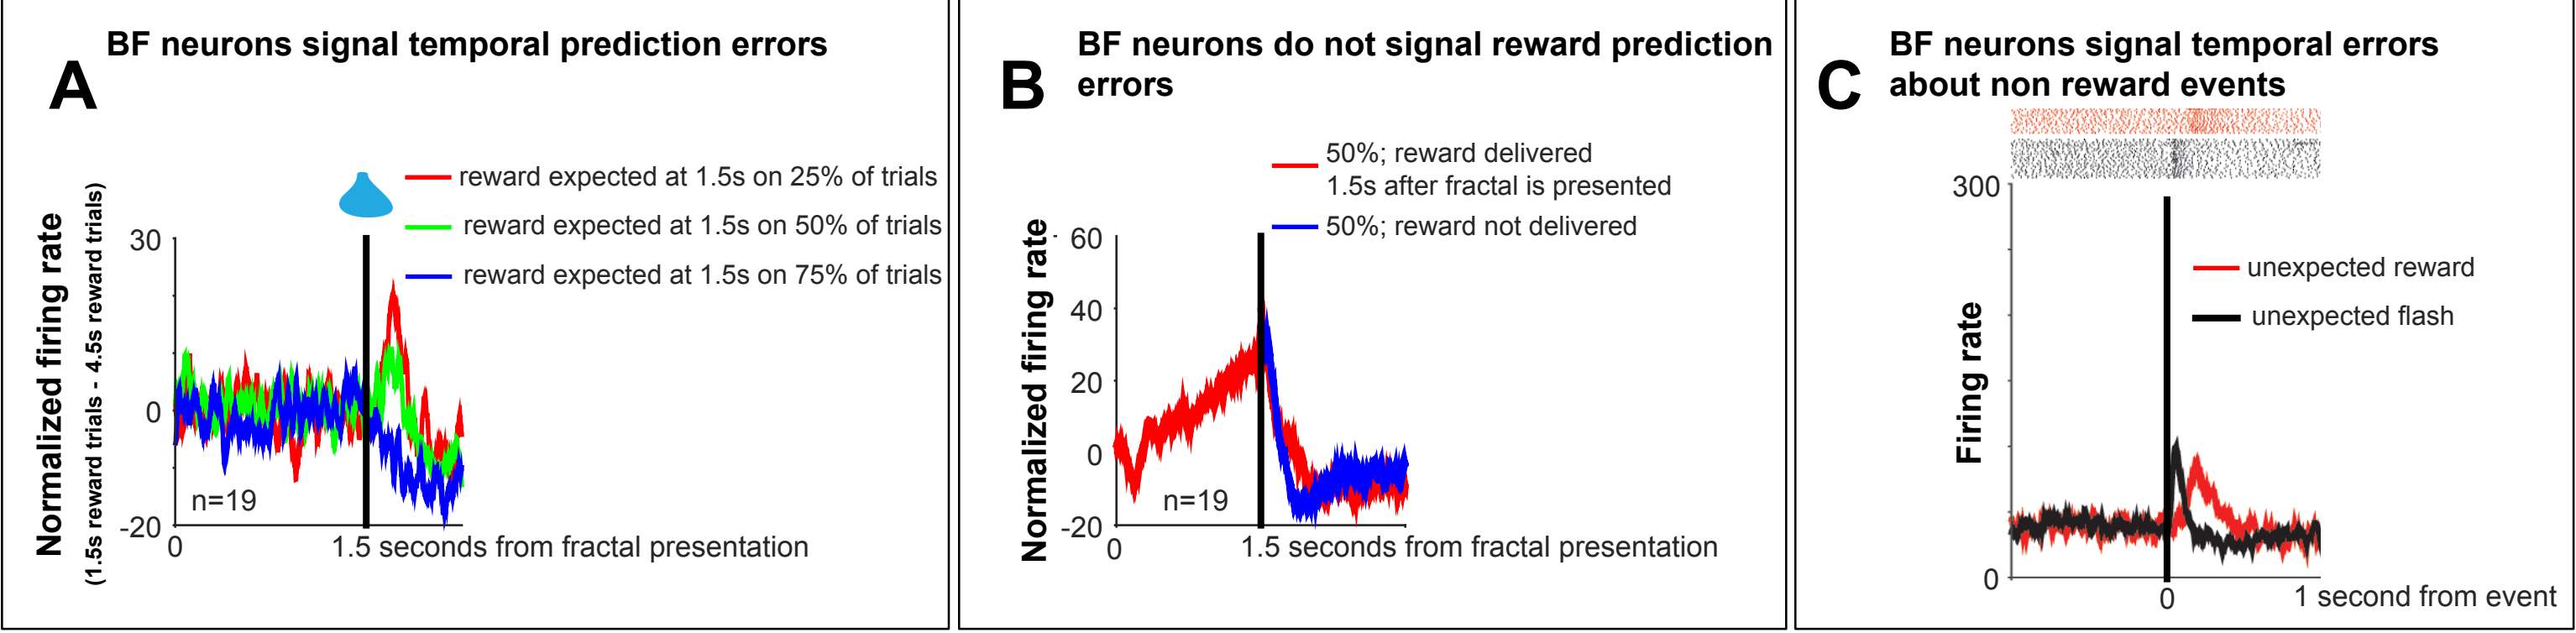 A
BF neurons signal temporal prediction errors
reward expected at 1.5s on 25% of trials
reward expected at 1.5s on 50% of trials
reward expected at 1.5s on 75% of trials
Normalized firing rate
(1.5s reward trials - 4.5s reward trials)
30
0
-20
n=19
0
1.5 seconds from fractal presentation
B
BF neurons do not signal reward prediction
errors
50%; reward delivered
1.5s after fractal is presented
50%; reward not delivered
Normalized firing rate
60
40
20
0
-20
n=19
0
1.5 seconds from fractal presentation
C
BF neurons signal temporal errors
about non reward events
300
unexpected reward
unexpected flash
Firing rate
0
0
1 second from event